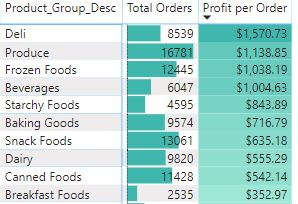 Product_Group_Desc Total Orders Profit per Order
Deli 8539 $1,570.73
Produce 16781 $1,138.85
Frozen Foods 12445 $1,038.19
Beverages 6047 $1,004.63
Starchy Foods 4595 $843.89
Baking Goods 9574 $716.79
Snack Foods 13061 $635.18
Dairy 9820 $555.29
Canned Foods 11428 $542.14
Breakfast Foods 2535 $352.97